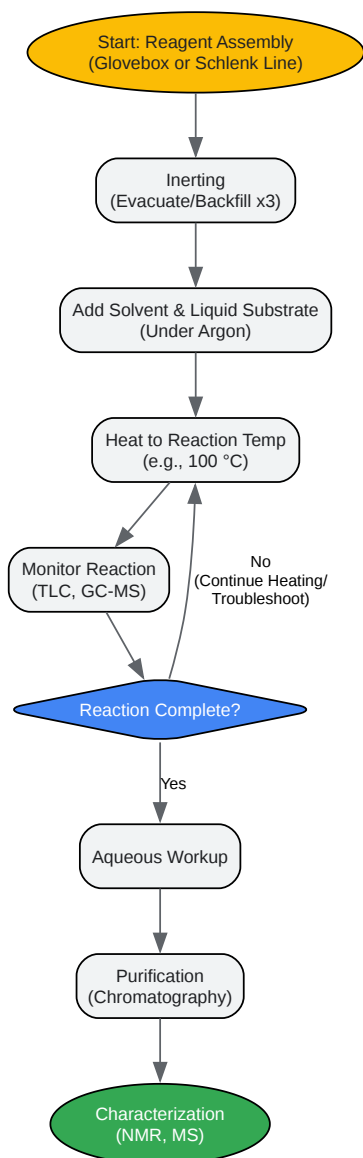 Start: Reagent Assembly
(Glovebox or Schlenk Line)
Inerting
(Evacuate/Backfill x3)
Add Solvent & Liquid Substrate
(Under Argon)
Heat to Reaction Temp
(e.g., 100 °C)
Monitor Reaction
(TLC, GC-MS)
No
(Continue Heating/
Troubleshoot)
Reaction Complete?
Yes
Aqueous Workup
Purification
(Chromatography)
Characterization
(NMR, MS)